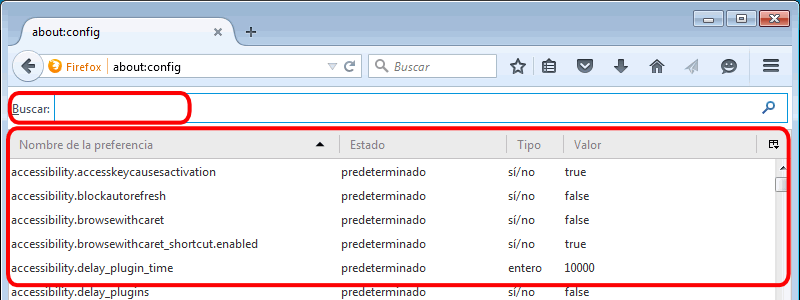 about:config
Firefox about:config Buscar
Buscar:
Nombre de la preferencia Estado Tipo Valor
accessibility.accesskeycausesactivation predeterminado sí/no true
accessibility.blockautorefresh predeterminado sí/no false
accessibility.browsewithcaret predeterminado sí/no false
accessibility.browsewithcaret_shortcut.enabled predeterminado sí/no true
accessibility.delay_plugin_time predeterminado entero 10000
accessibility.delay_plugins predeterminado sí/no false